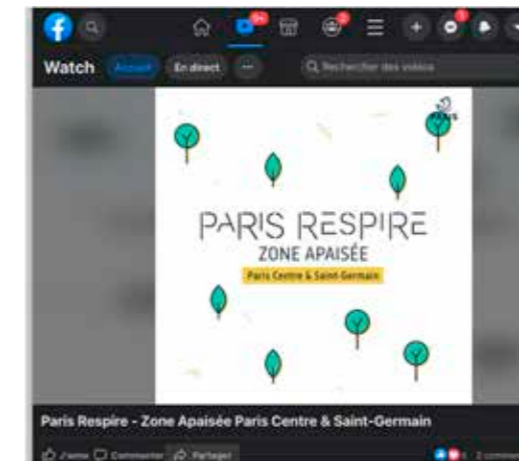 9+
Watch Accueil En direct ...
Rechercher des vidéos
PARIS
PARIS RESPIRE
ZONE APAISÉE
Paris Centre & Saint-Germain
Paris Respire - Zone Apaisée Paris Centre & Saint-Germain
J'aime Commenter Partager